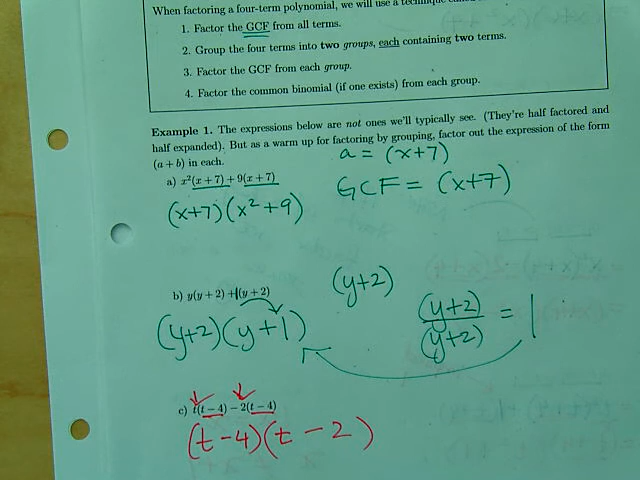 When factoring a four-term polynomial, we will use a technique
1. Factor the GCF from all terms.
2. Group the four terms into two groups, each containing two terms.
3. Factor the GCF from each group.
4. Factor the common binomial (if one exists) from each group.
Example 1. The expressions below are not ones we'll typically see. (They're half factored and
half expanded). But as a warm up for factoring by grouping, factor out the expression of the form
(a + b) in each.
a = (x+7)
a) x²(x + 7) + 9(x + 7)
GCF = (x+7)
(x+7)(x²+9)
(y+2)
b) y(y + 2) + 1(y + 2)
(y+2)(y+1)
(y+2)/(y+2) = 1
c) t(t − 4) − 2(t − 4)
(t-4)(t-2)